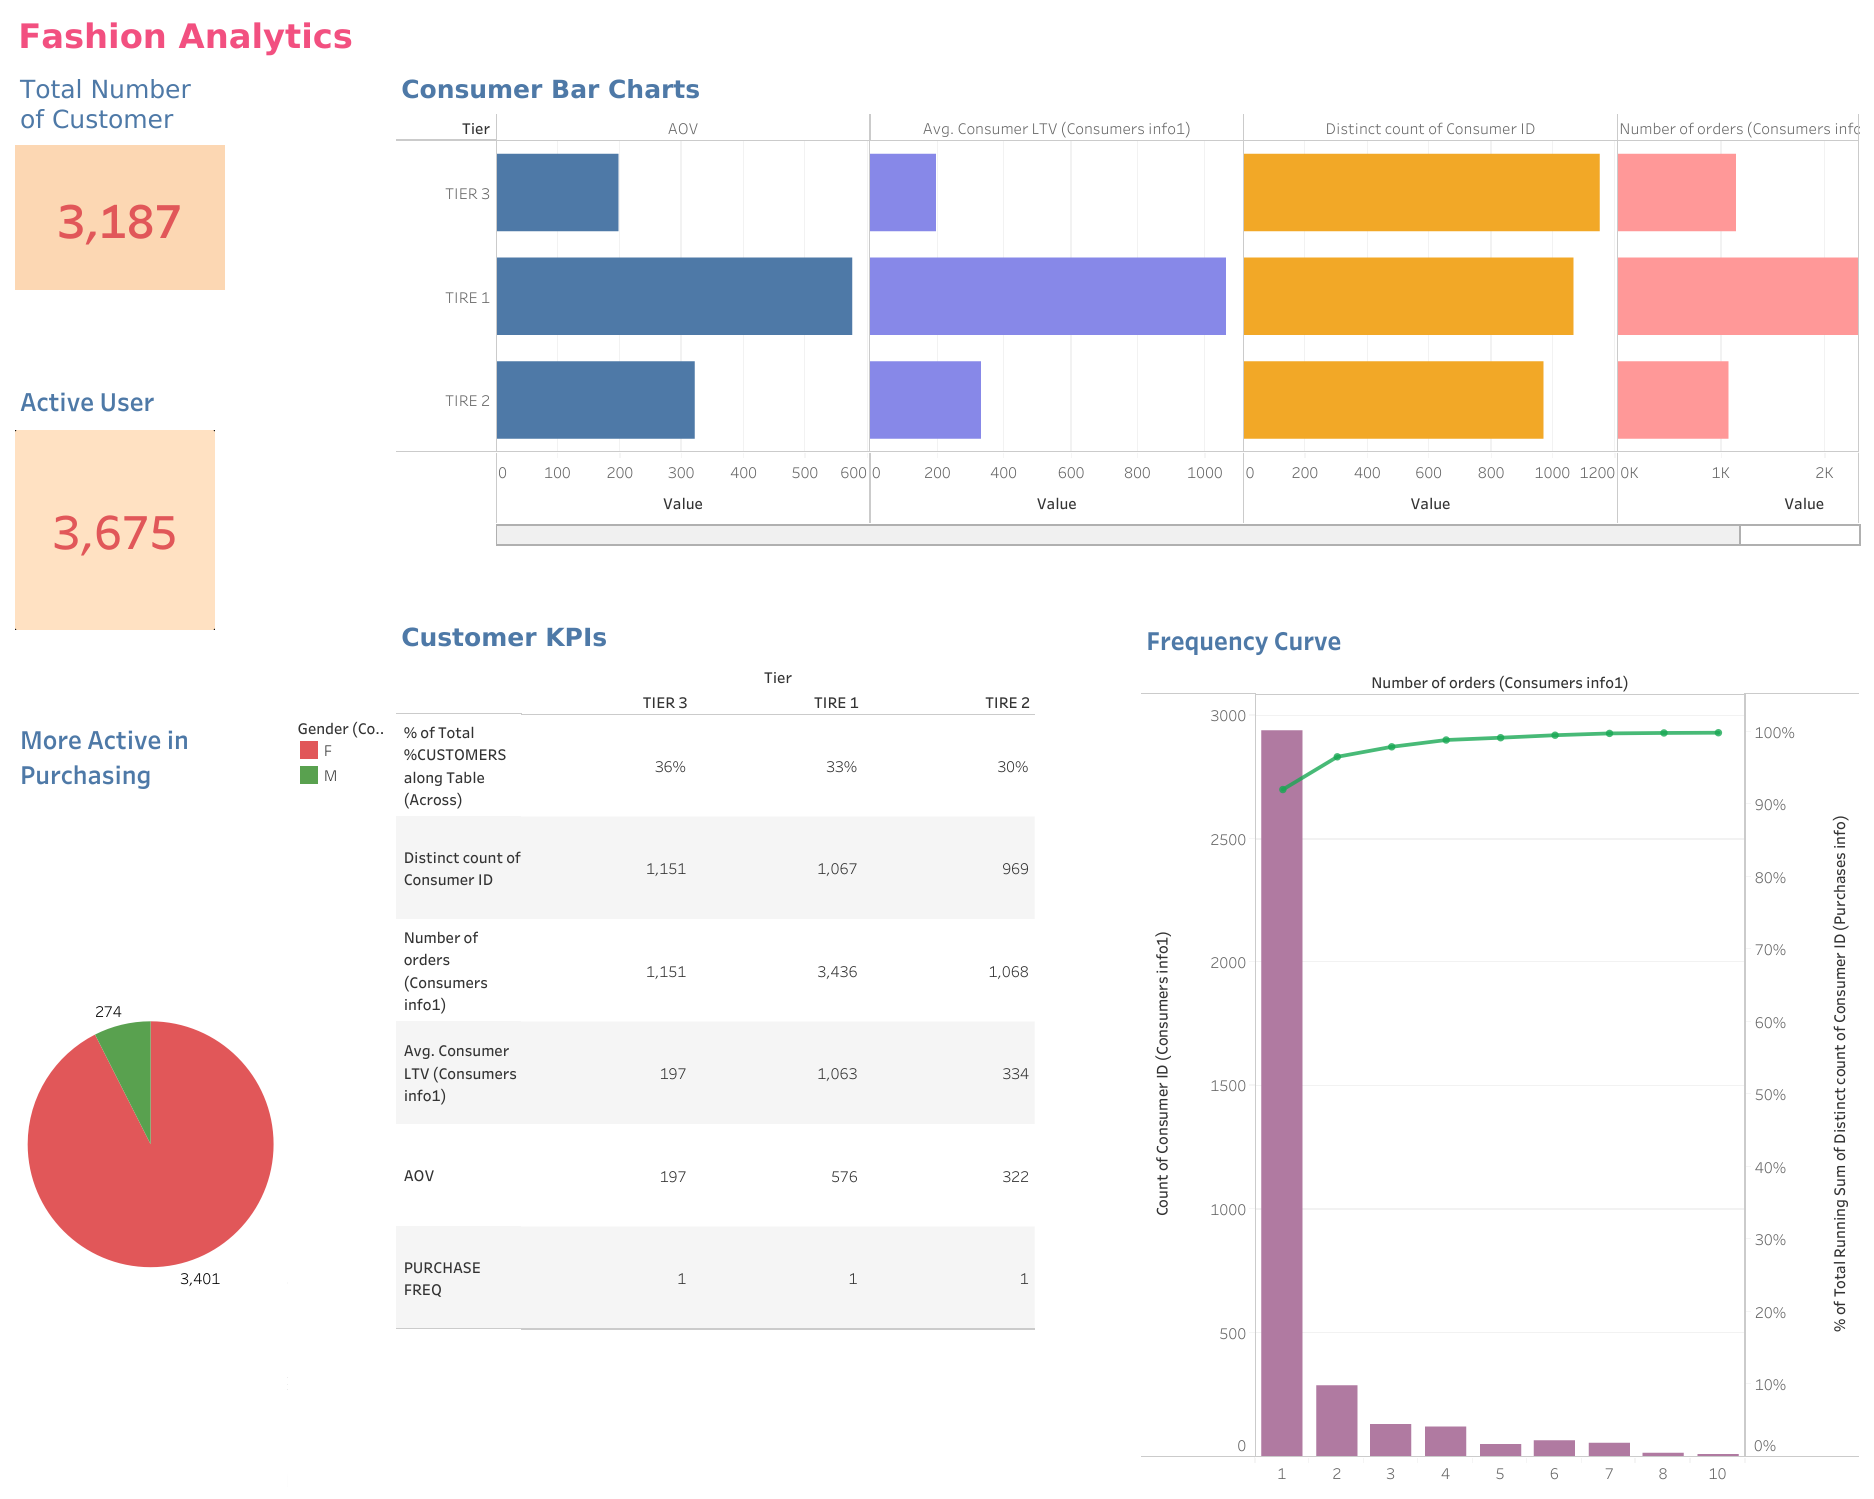 Fashion Analytics
Total Number
of Customer
3,187
Active User
3,675
More Active in
Purchasing
Gender (Co..
F
M
274
3,401
Consumer Bar Charts
Tier AOV Avg. Consumer LTV (Consumers info1) Distinct count of Consumer ID Number of orders (Consumers info
TIER 3
TIRE 1
TIRE 2
0 100 200 300 400 500 600 0 200 400 600 800 1000 0 200 400 600 800 1000 1200 0K 1K 2K
Value Value Value Value
Customer KPIs
Tier
TIER 3 TIRE 1 TIRE 2
% of Total
%CUSTOMERS
along Table
(Across)
36% 33% 30%
Distinct count of
Consumer ID
1,151 1,067 969
Number of
orders
(Consumers
info1)
1,151 3,436 1,068
Avg. Consumer
LTV (Consumers
info1)
197 1,063 334
AOV 197 576 322
PURCHASE
FREQ
1 1 1
Frequency Curve
Number of orders (Consumers info1)
Count of Consumer ID (Consumers info1)
3000
2500
2000
1500
1000
500
0
100%
90%
80%
70%
60%
50%
40%
30%
20%
10%
0%
% of Total Running Sum of Distinct count of Consumer ID (Purchases info)
1 2 3 4 5 6 7 8 10